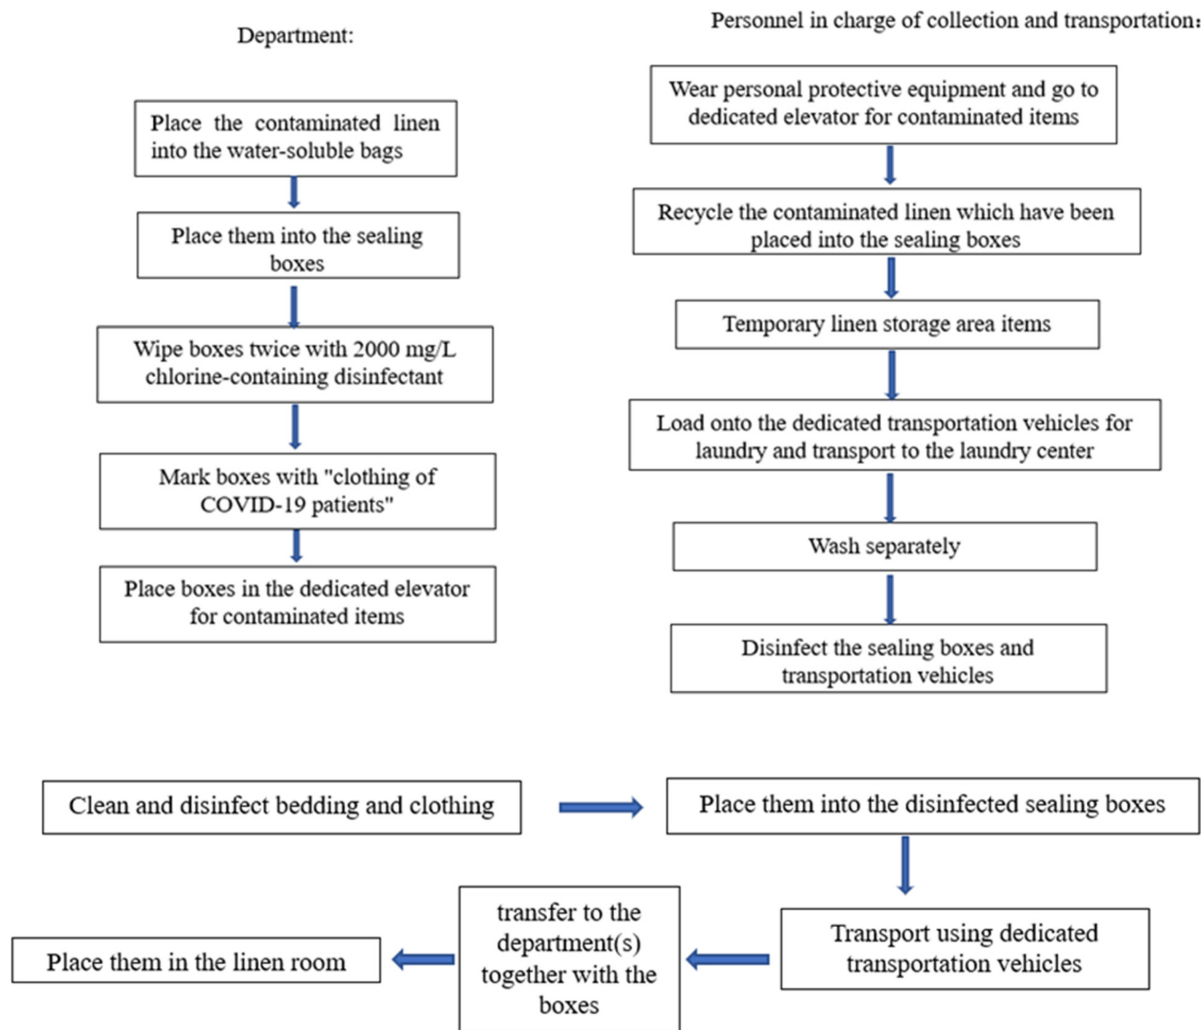 Department:
Place the contaminated linen
into the water-soluble bags
Place them into the sealing
boxes
Wipe boxes twice with 2000 mg/L
chlorine-containing disinfectant
Mark boxes with "clothing of
COVID-19 patients"
Place boxes in the dedicated elevator
for contaminated items
Personnel in charge of collection and transportation:
Wear personal protective equipment and go to
dedicated elevator for contaminated items
Recycle the contaminated linen which have been
placed into the sealing boxes
Temporary linen storage area items
Load onto the dedicated transportation vehicles for
laundry and transport to the laundry center
Wash separately
Disinfect the sealing boxes and
transportation vehicles
Clean and disinfect bedding and clothing
Place them into the disinfected sealing boxes
Transport using dedicated
transportation vehicles
transfer to the
department(s)
together with the
boxes
Place them in the linen room